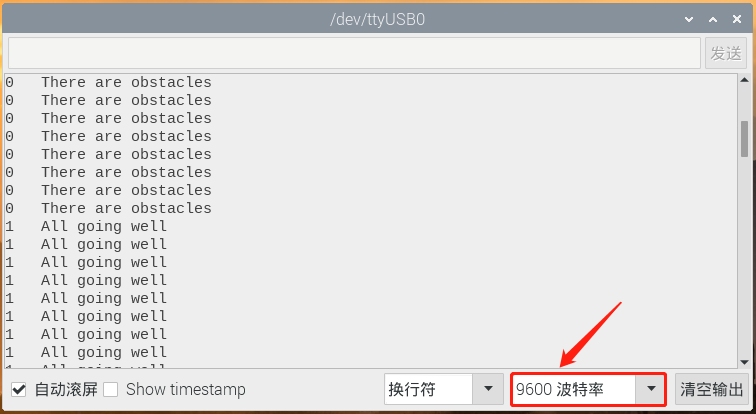 /dev/ttyUSB0
发送
0 There are obstacles
0 There are obstacles
0 There are obstacles
0 There are obstacles
0 There are obstacles
0 There are obstacles
0 There are obstacles
0 There are obstacles
1 All going well
1 All going well
1 All going well
1 All going well
1 All going well
1 All going well
1 All going well
1 All going well
1 All going well
自动滚屏 Show timestamp 换行符 9600 波特率 清空输出